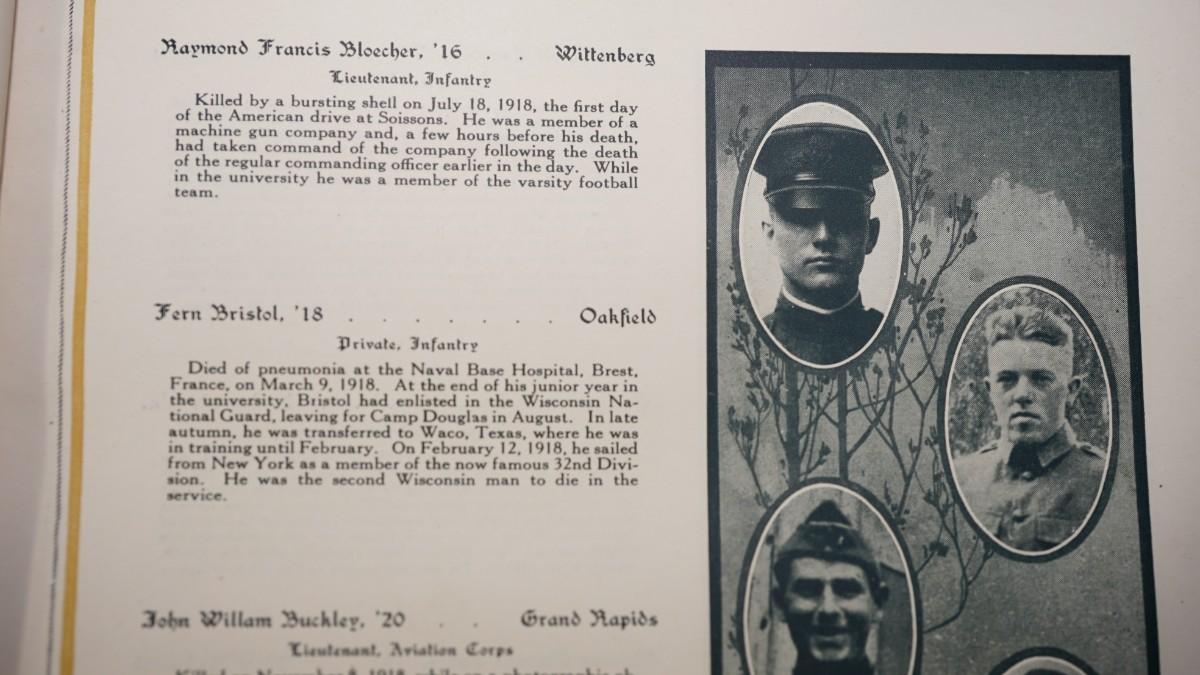 Raymond Francis Bloecher, '16 . . Wittenberg
Lieutenant, Infantry
Killed by a bursting shell on July 18, 1918, the first day
of the American drive at Soissons. He was a member of a
machine gun company and, a few hours before his death,
had taken command of the company following the death
of the regular commanding officer earlier in the day. While
in the university he was a member of the varsity football
team.
Fern Bristol, '18 . . . . . . . Oakfield
Private, Infantry
Died of pneumonia at the Naval Base Hospital, Brest,
France, on March 9, 1918. At the end of his junior year in
the university, Bristol had enlisted in the Wisconsin Na-
tional Guard, leaving for Camp Douglas in August. In late
autumn, he was transferred to Waco, Texas, where he was
in training until February. On February 12, 1918, he sailed
from New York as a member of the now famous 32nd Divi-
sion. He was the second Wisconsin man to die in the
service.
John Willam Buckley, '20 . . Grand Rapids
Lieutenant, Aviation Corps